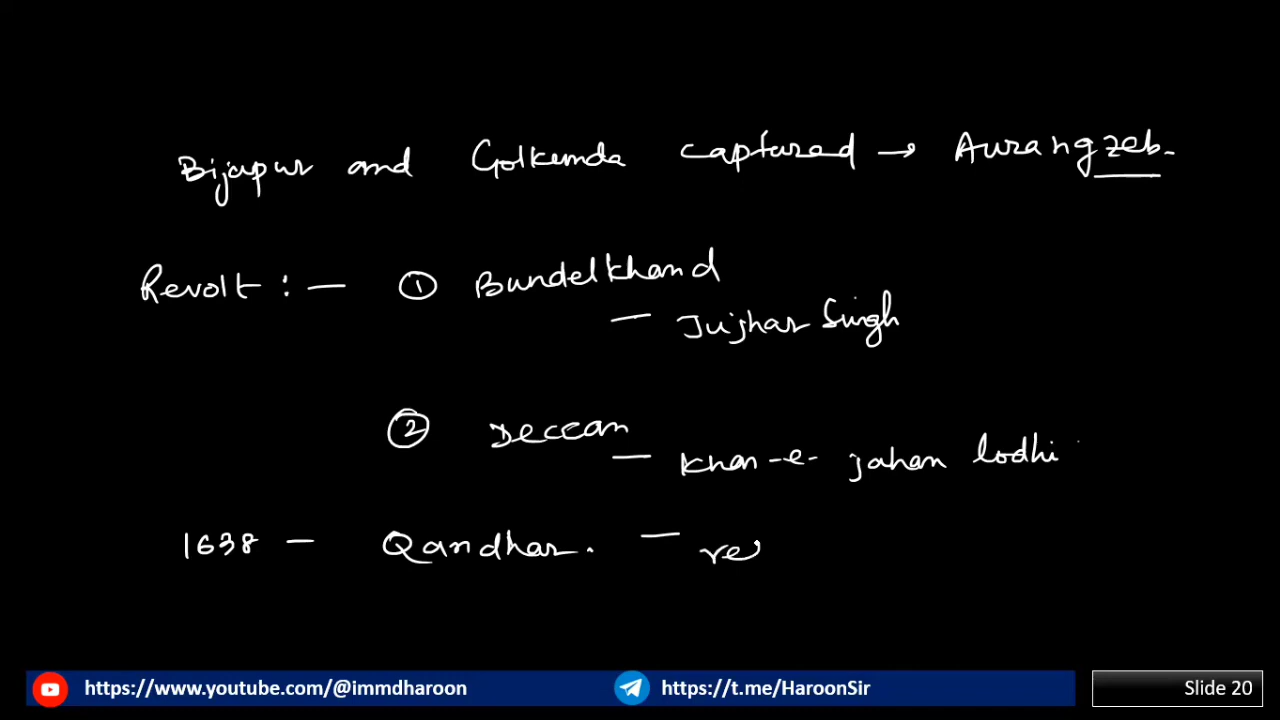 Bijapur and Golkunda captured → Aurangzeb.
Revolt :— ① Bundelkhand
— Jujhar Singh
② Deccan
— Khan-e-jahan lodhi
1638 — Qandhar. — re
https://www.youtube.com/@immdharoon
https://t.me/HaroonSir
Slide 20